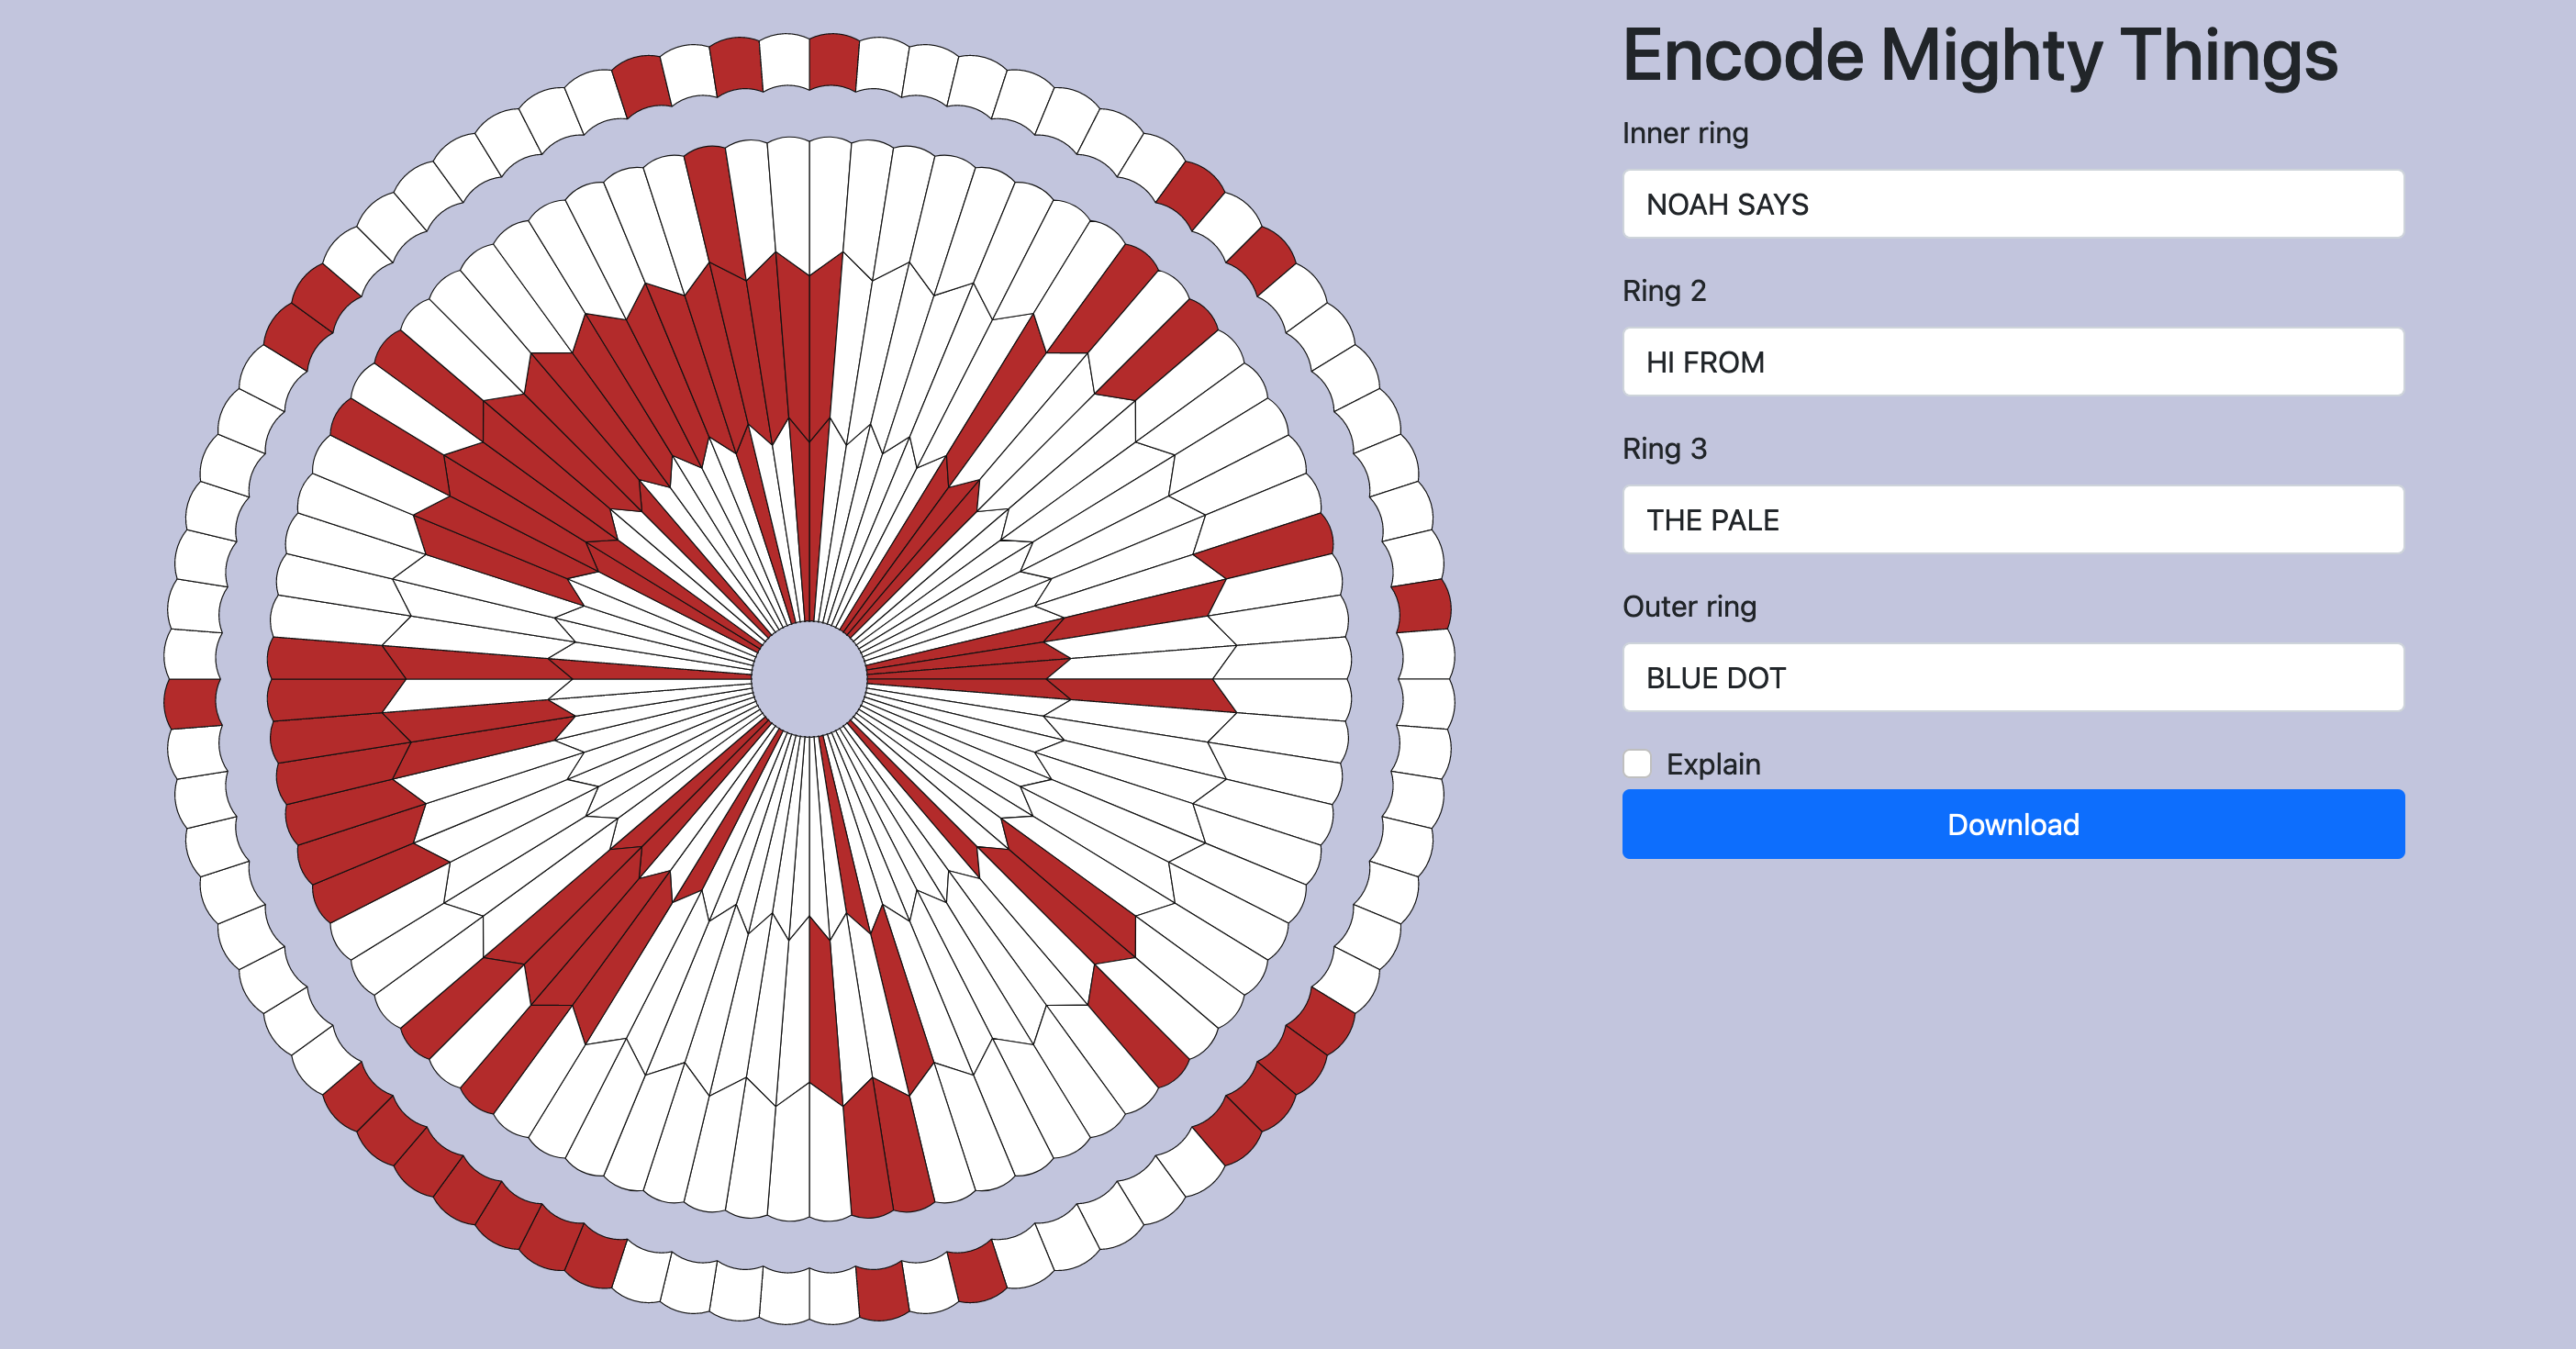 Encode Mighty Things
Inner ring
NOAH SAYS
Ring 2
HI FROM
Ring 3
THE PALE
Outer ring
BLUE DOT
Explain
Download